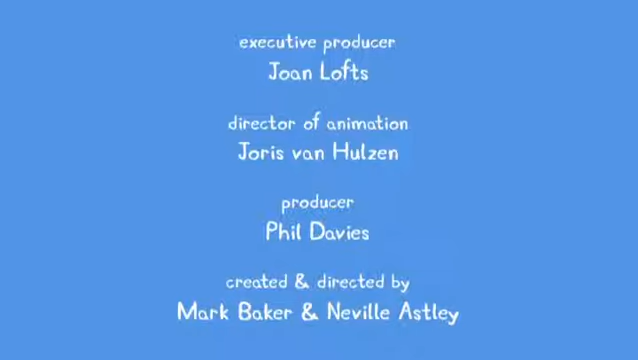 executive producer
Joan Lofts
director of animation
Joris van Hulzen
producer
Phil Davies
created & directed by
Mark Baker & Neville Astley